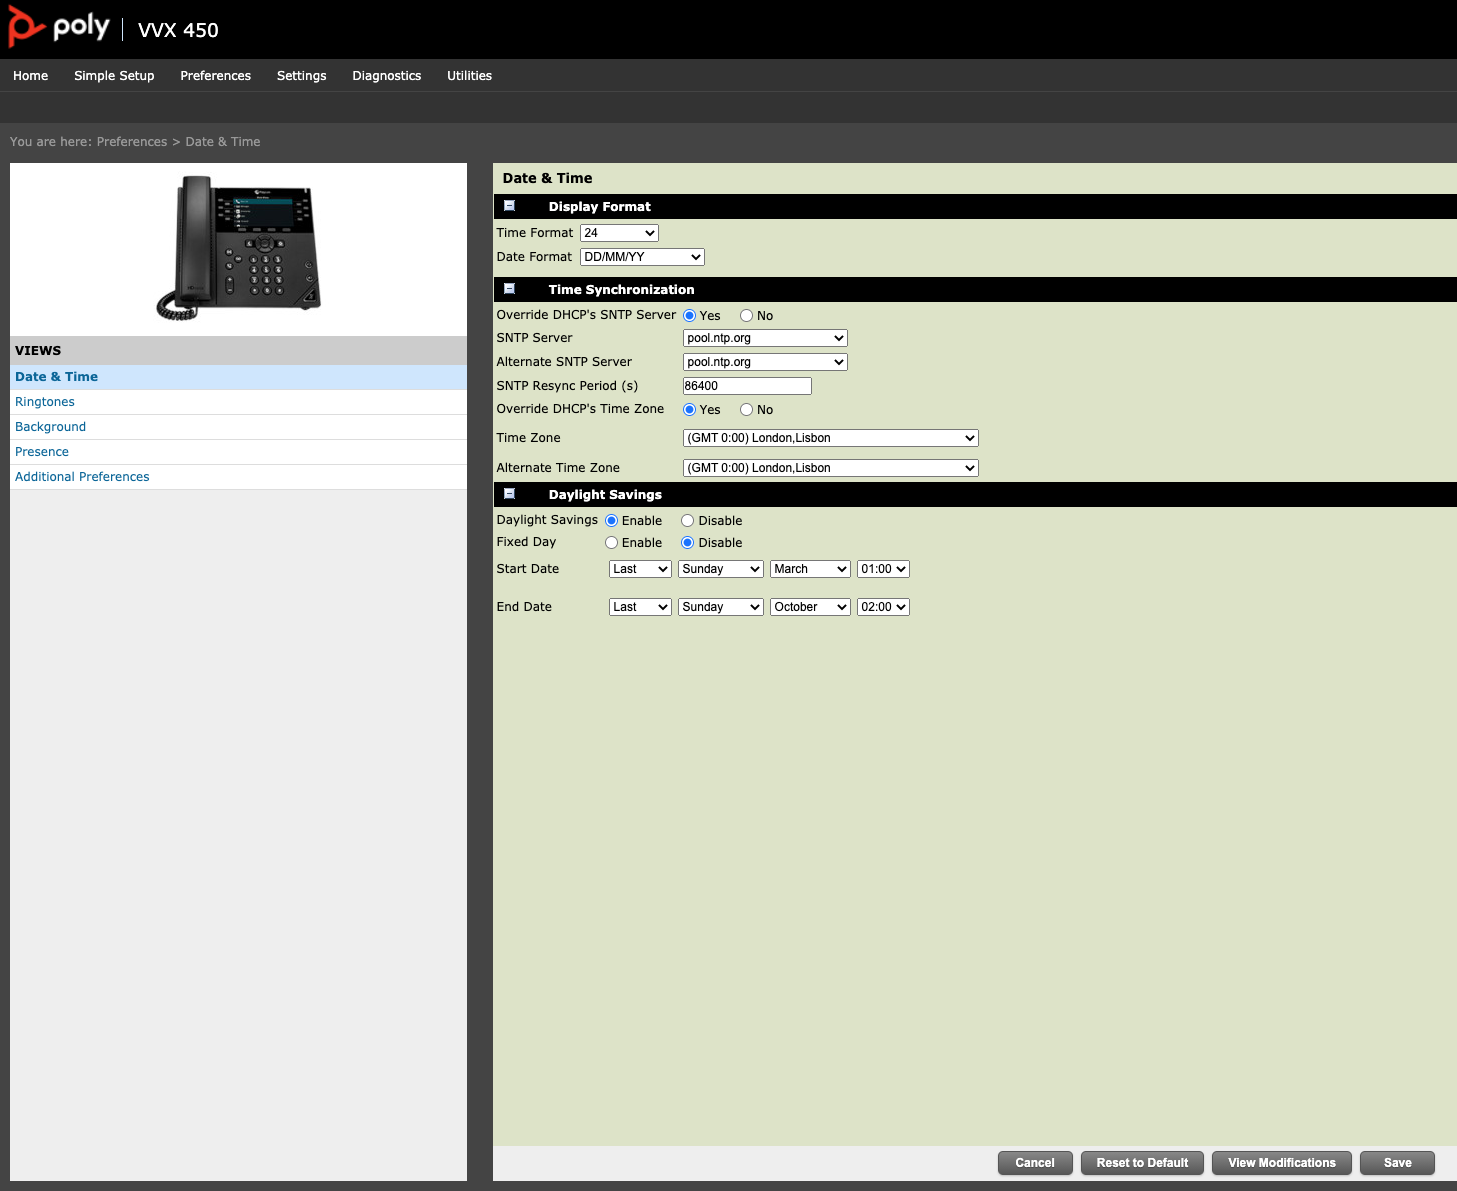 poly | VVX 450
Home Simple Setup Preferences Settings Diagnostics Utilities
You are here: Preferences > Date & Time
VIEWS
Date & Time
Ringtones
Background
Presence
Additional Preferences
Date & Time
Display Format
Time Format 24
Date Format DD/MM/YY
Time Synchronization
Override DHCP's SNTP Server Yes No
SNTP Server pool.ntp.org
Alternate SNTP Server pool.ntp.org
SNTP Resync Period (s) 86400
Override DHCP's Time Zone Yes No
Time Zone (GMT 0:00) London,Lisbon
Alternate Time Zone (GMT 0:00) London,Lisbon
Daylight Savings
Daylight Savings Enable Disable
Fixed Day Enable Disable
Start Date Last Sunday March 01:00
End Date Last Sunday October 02:00
Cancel Reset to Default View Modifications Save